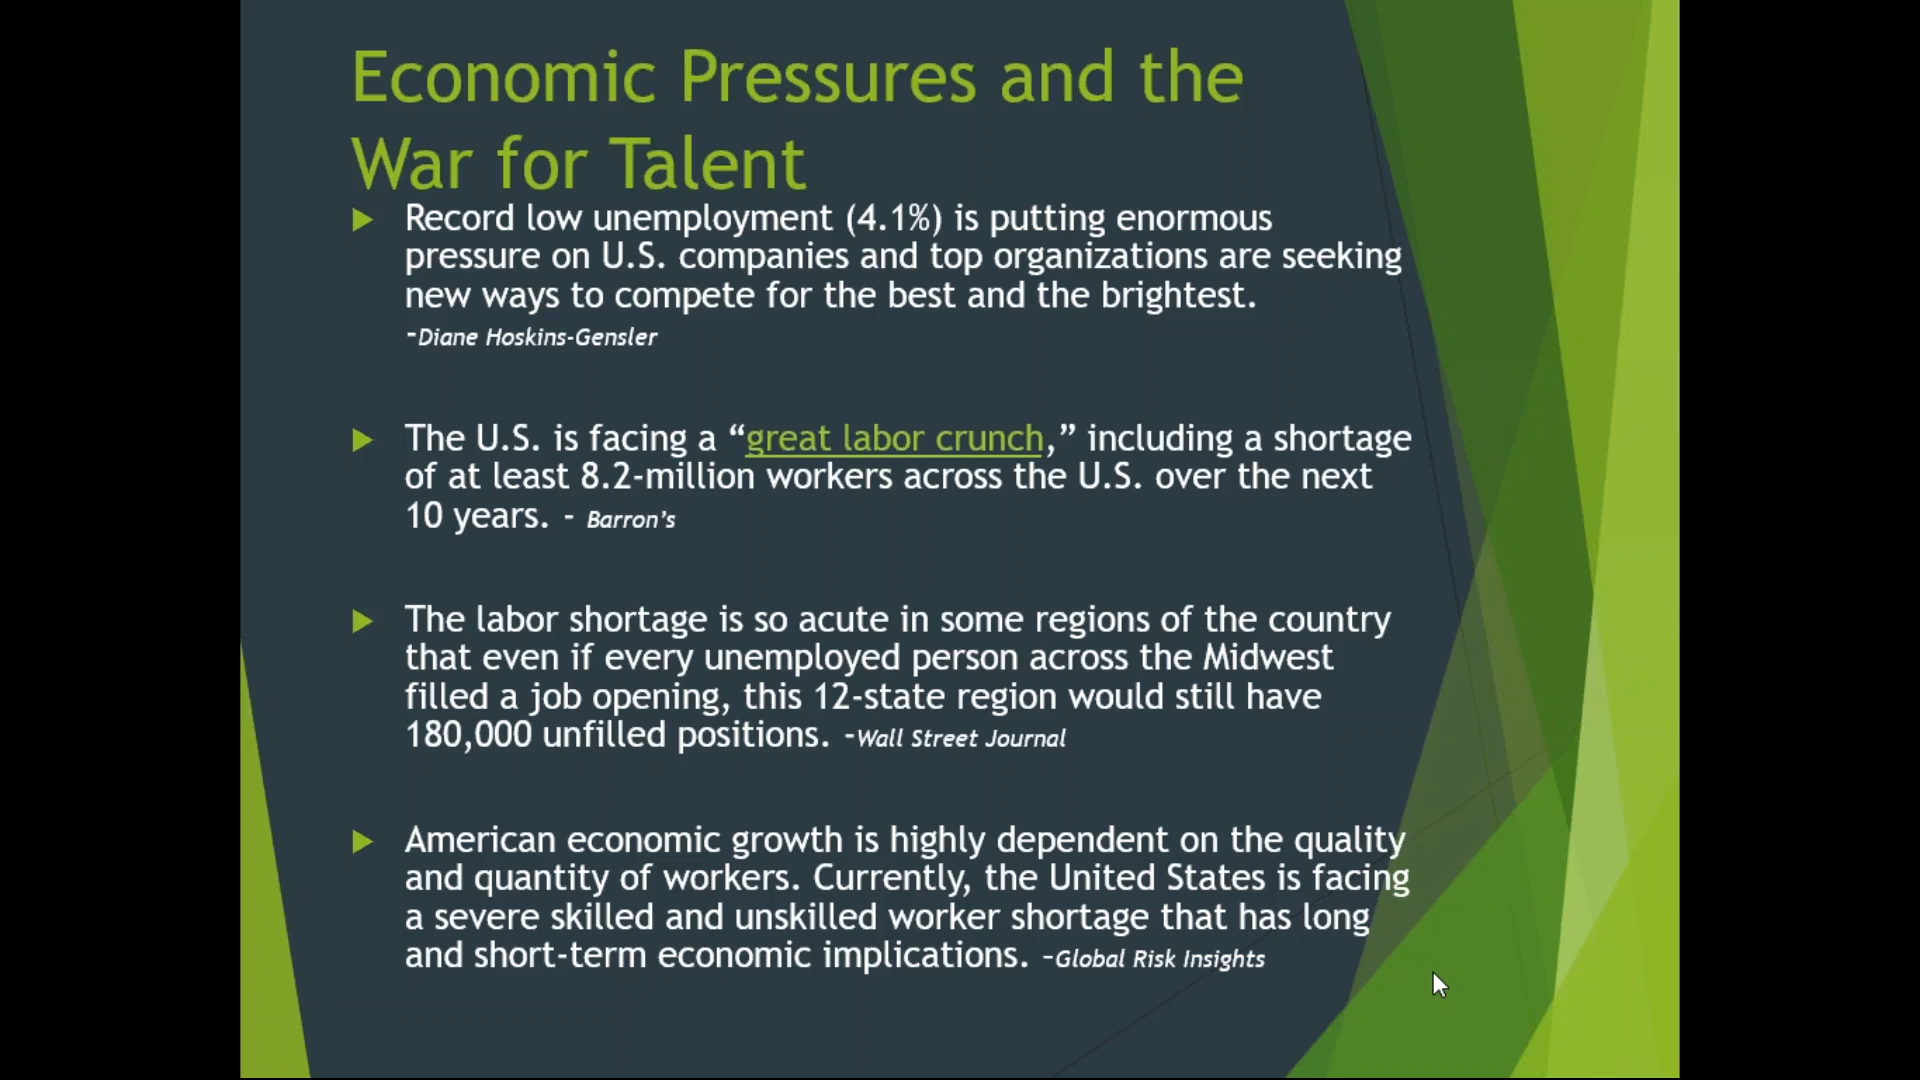 Economic Pressures and the
War for Talent
Record low unemployment (4.1%) is putting enormous
pressure on U.S. companies and top organizations are seeking
new ways to compete for the best and the brightest.
-Diane Hoskins-Gensler
The U.S. is facing a “great labor crunch,” including a shortage
of at least 8.2-million workers across the U.S. over the next
10 years. - Barron’s
The labor shortage is so acute in some regions of the country
that even if every unemployed person across the Midwest
filled a job opening, this 12-state region would still have
180,000 unfilled positions. -Wall Street Journal
American economic growth is highly dependent on the quality
and quantity of workers. Currently, the United States is facing
a severe skilled and unskilled worker shortage that has long
and short-term economic implications. –Global Risk Insights